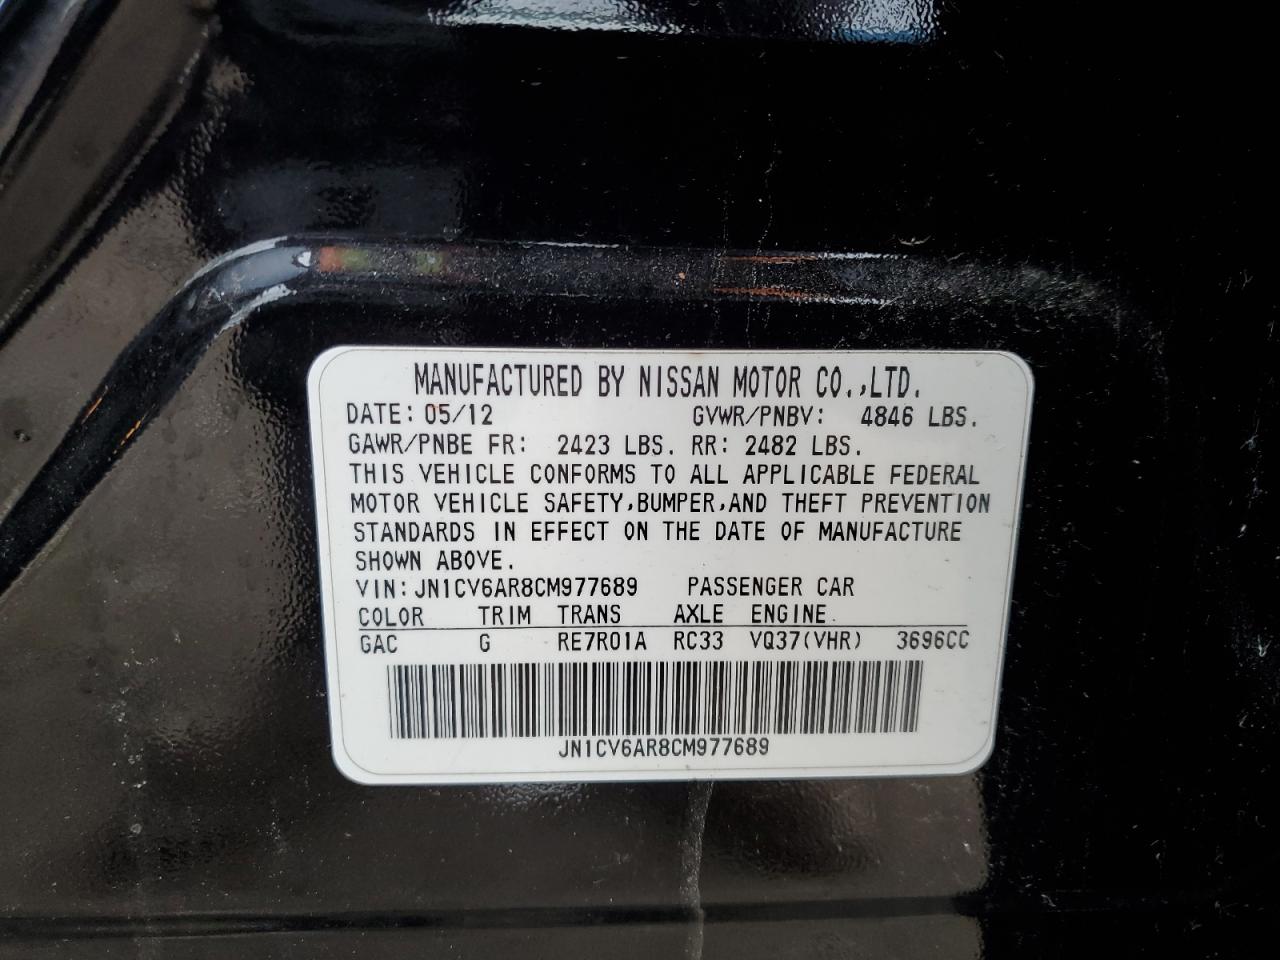 MANUFACTURED BY NISSAN MOTOR CO.,LTD.
DATE: 05/12 GVWR/PNBV: 4846 LBS.
GAWR/PNBE FR: 2423 LBS. RR: 2482 LBS.
THIS VEHICLE CONFORMS TO ALL APPLICABLE FEDERAL
MOTOR VEHICLE SAFETY,BUMPER,AND THEFT PREVENTION
STANDARDS IN EFFECT ON THE DATE OF MANUFACTURE
SHOWN ABOVE.
VIN:JN1CV6AR8CM977689 PASSENGER CAR
COLOR TRIM TRANS AXLE ENGINE
GAC G RE7R01A RC33 VQ37(VHR) 3696CC
JN1CV6AR8CM977689